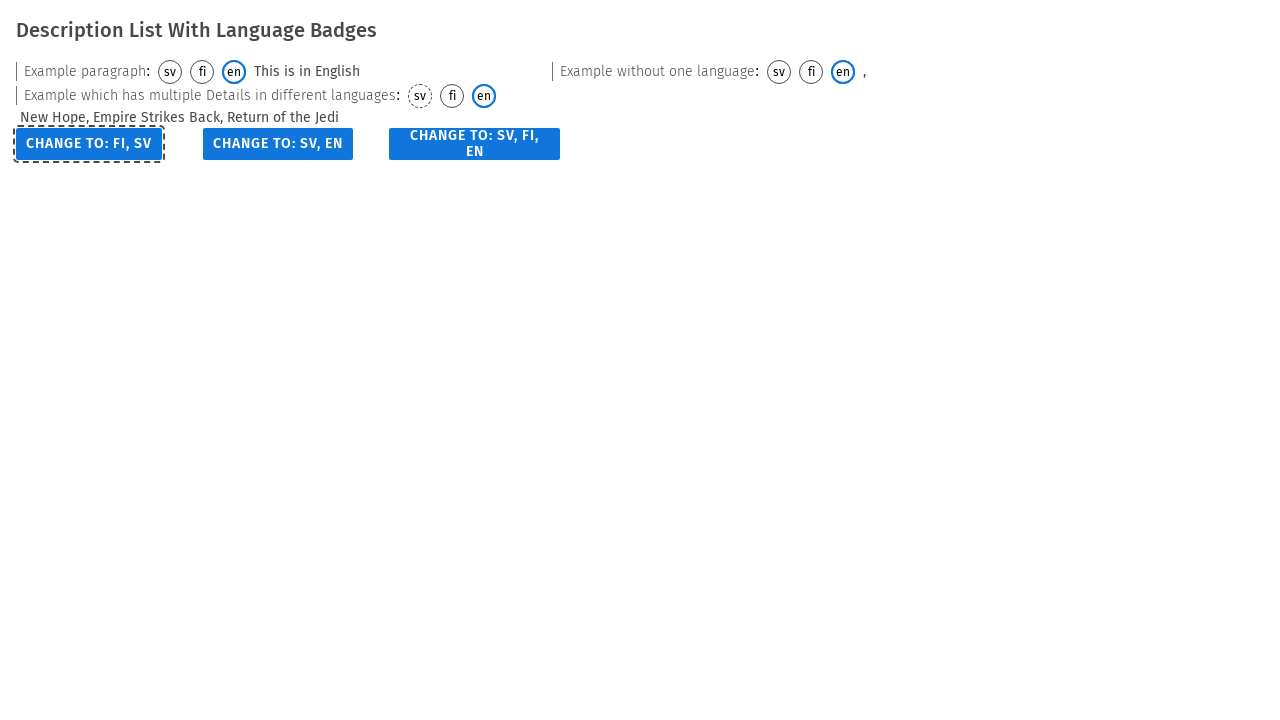 Description List With Language Badges
Example paragraph: sv fi en This is in English
Example without one language: sv fi en ,
Example which has multiple Details in different languages: sv fi en
New Hope, Empire Strikes Back, Return of the Jedi
CHANGE TO: FI, SV
CHANGE TO: SV, EN
CHANGE TO: SV, FI,
EN